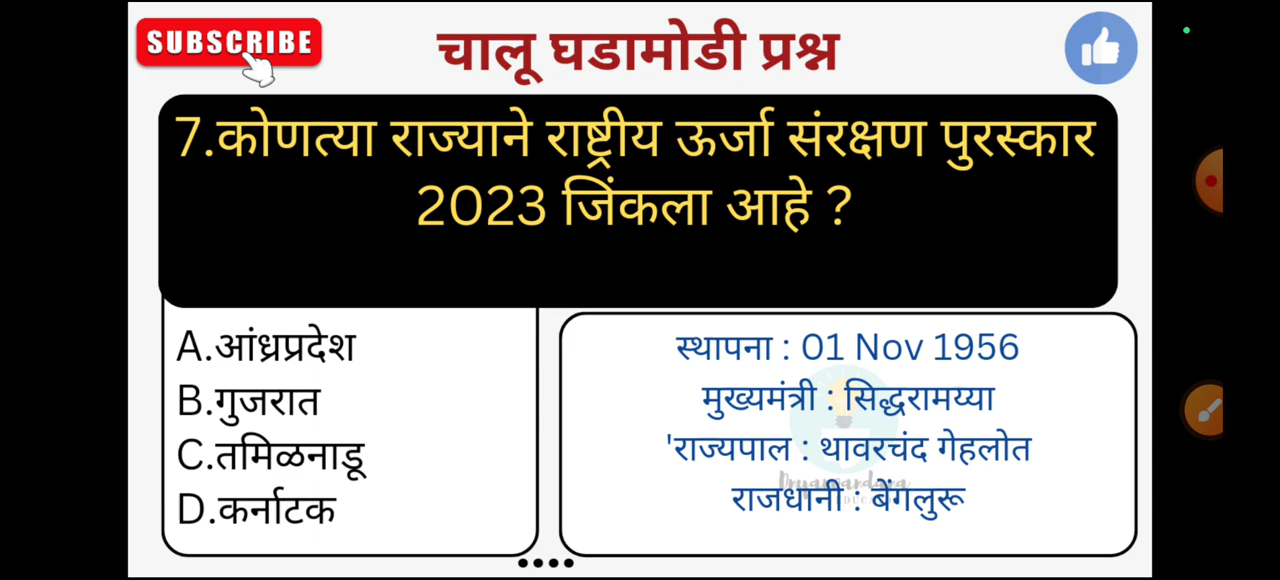 SUBSCRIBE
चालू घडामोडी प्रश्न
7.कोणत्या राज्याने राष्ट्रीय ऊर्जा संरक्षण पुरस्कार
2023 जिंकला आहे ?
A.आंध्रप्रदेश
B.गुजरात
C.तमिळनाडू
D.कर्नाटक
स्थापना : 01 Nov 1956
मुख्यमंत्री : सिद्धरामय्या
'राज्यपाल : थावरचंद गेहलोत
राजधानी : बेंगलुरू
....